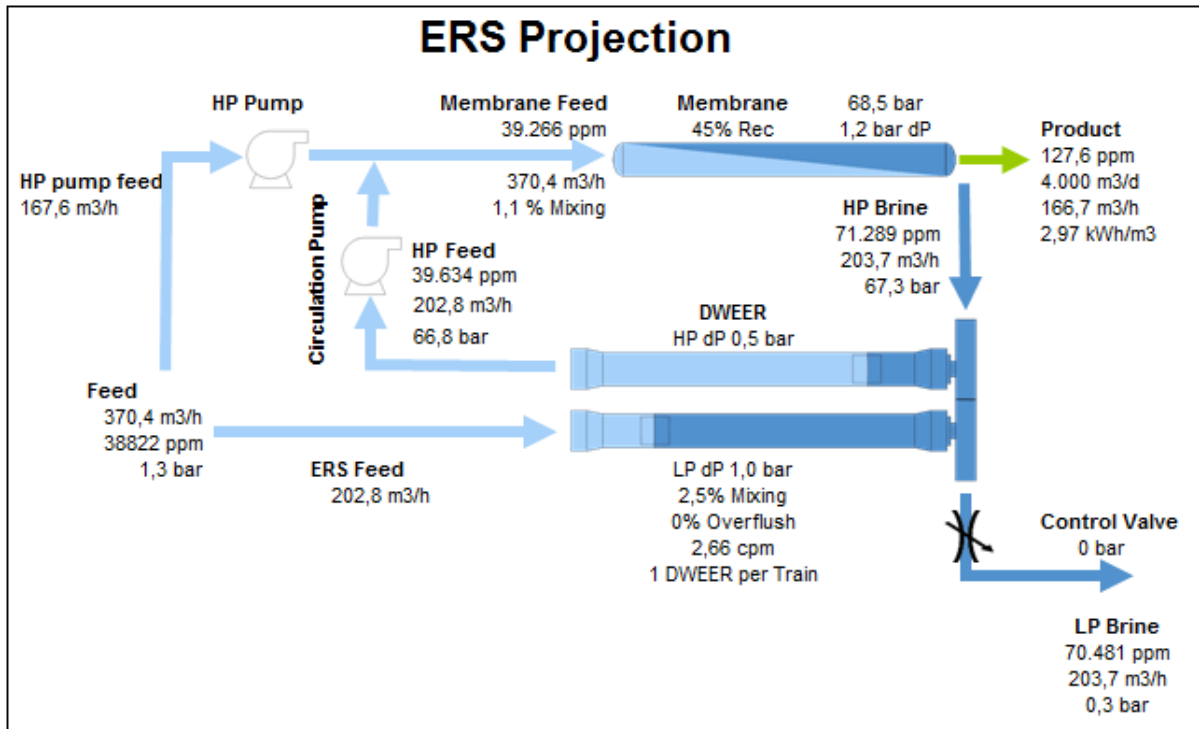 ERS Projection
HP Pump
HP pump feed
167,6 m3/h
Membrane Feed
39.266 ppm
370,4 m3/h
1,1 % Mixing
Membrane
45% Rec
68,5 bar
1,2 bar dP
Product
127,6 ppm
4.000 m3/d
166,7 m3/h
2,97 kWh/m3
Circulation Pump
HP Feed
39.634 ppm
202,8 m3/h
66,8 bar
HP Brine
71.289 ppm
203,7 m3/h
67,3 bar
DWEER
HP dP 0,5 bar
Feed
370,4 m3/h
38822 ppm
1,3 bar
ERS Feed
202,8 m3/h
LP dP 1,0 bar
2,5% Mixing
0% Overflush
2,66 cpm
1 DWEER per Train
Control Valve
0 bar
LP Brine
70.481 ppm
203,7 m3/h
0,3 bar